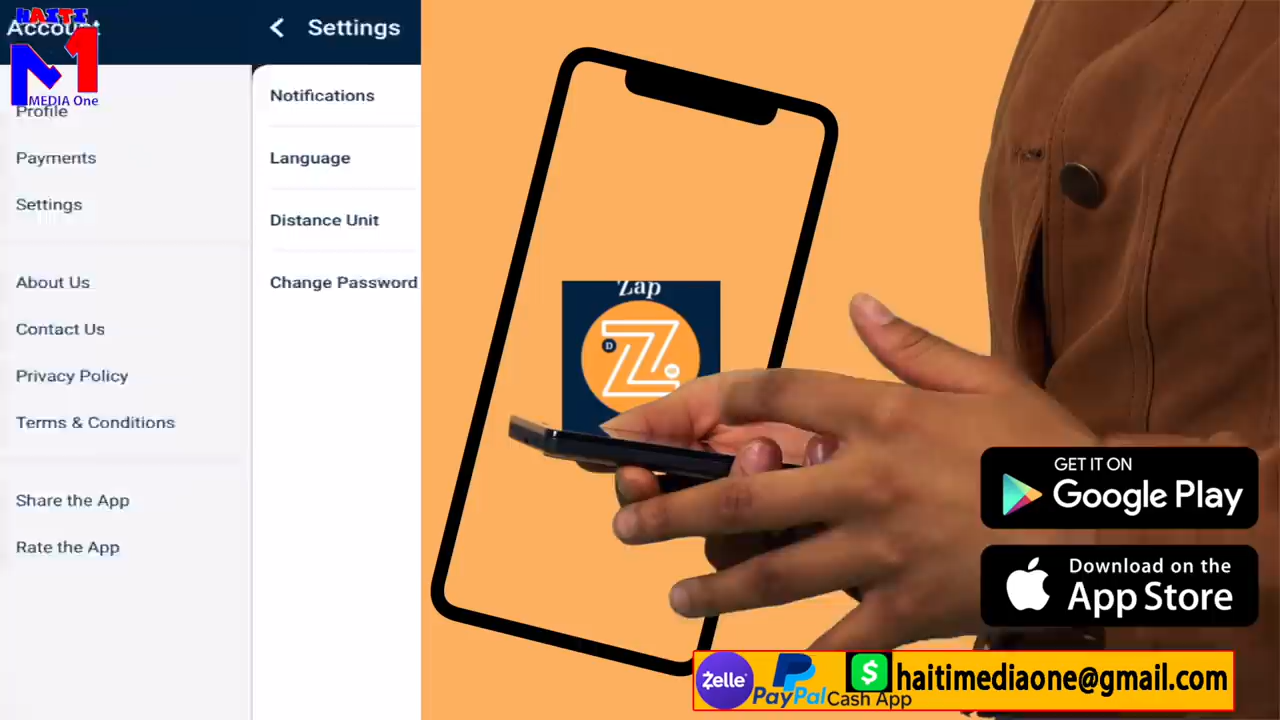 HAITI
M1
MEDIA One
Account
Profile
Payments
Settings
About Us
Contact Us
Privacy Policy
Terms & Conditions
Share the App
Rate the App
Settings
Notifications
Language
Distance Unit
Change Password
Zap
D
Z
GET IT ON
Google Play
Download on the
App Store
Zelle
PayPal
$
Cash App
haitimediaone@gmail.com